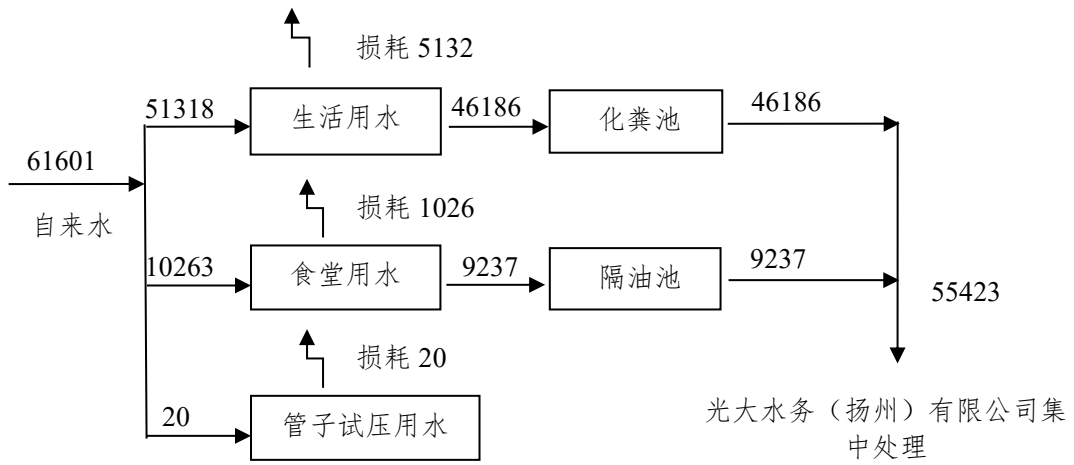 损耗 5132
51318
生活用水
46186
化粪池
46186
61601
自来水
损耗 1026
10263
食堂用水
9237
隔油池
9237
55423
损耗 20
20
管子试压用水
光大水务（扬州）有限公司集
中处理